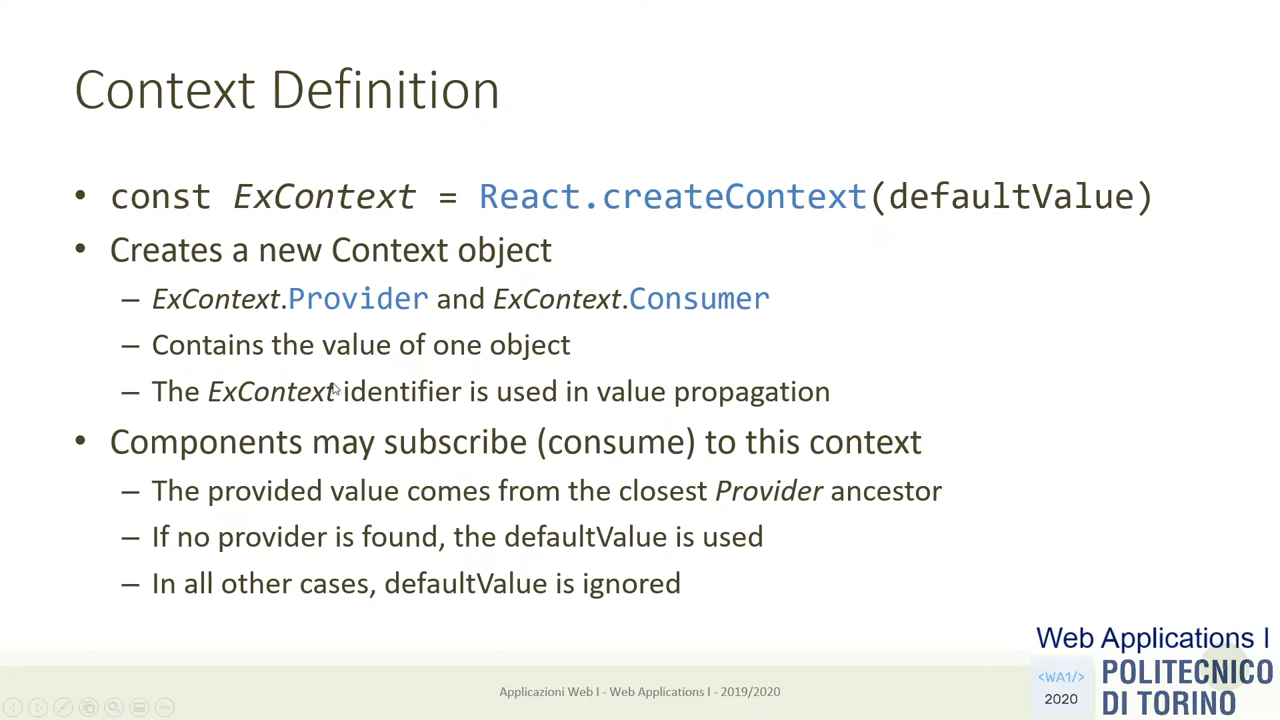 Context Definition
• const ExContext = React.createContext(defaultValue)
• Creates a new Context object
– ExContext.Provider and ExContext.Consumer
– Contains the value of one object
– The ExContext identifier is used in value propagation
• Components may subscribe (consume) to this context
– The provided value comes from the closest Provider ancestor
– If no provider is found, the defaultValue is used
– In all other cases, defaultValue is ignored
Applicazioni Web I - Web Applications I - 2019/2020
Web Applications I
<WA1/>
2020
POLITECNICO
DI TORINO